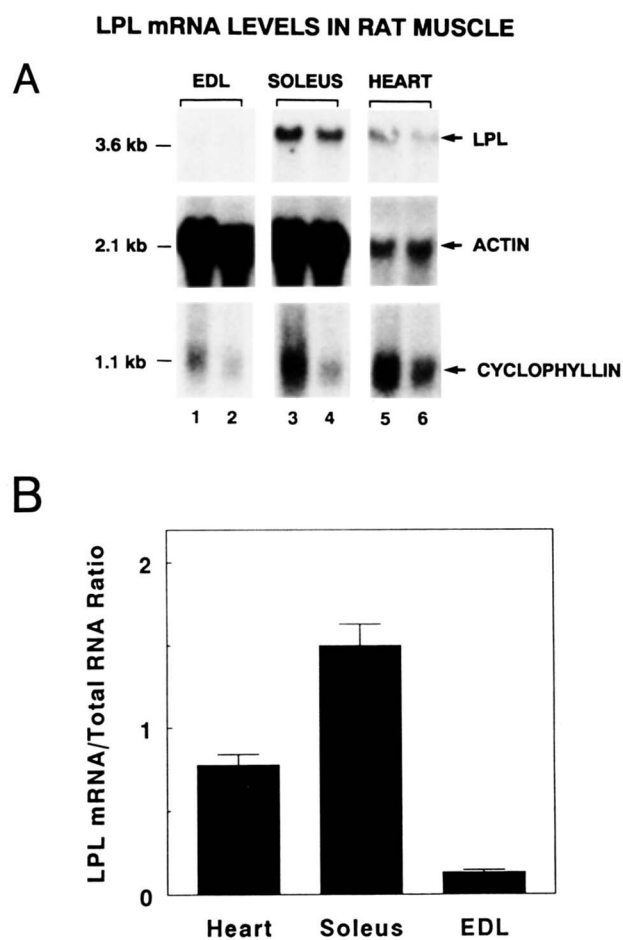 LPL mRNA LEVELS IN RAT MUSCLE
A
EDL SOLEUS HEART
3.6 kb
LPL
2.1 kb
ACTIN
1.1 kb
CYCLOPHYLLIN
1 2 3 4 5 6
B
LPL mRNA/Total RNA Ratio
2
1
0
Heart Soleus EDL